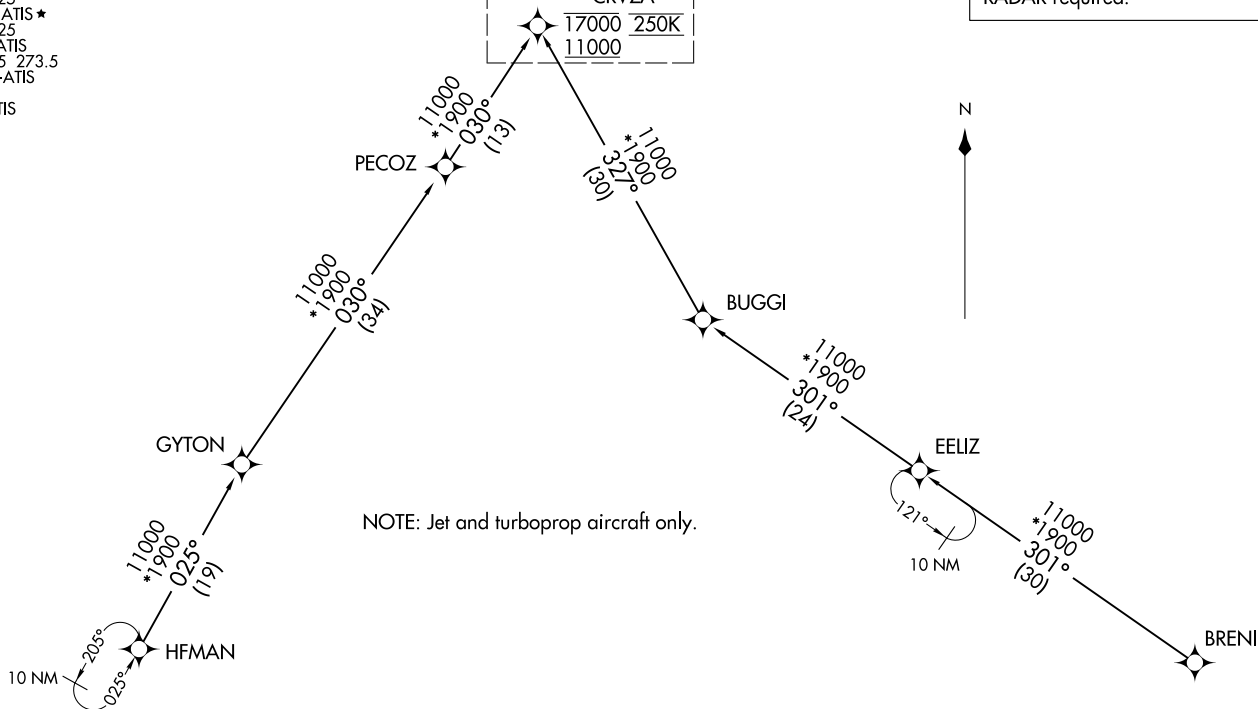 25
ATIS ★
25
ATIS
5 273.5
-ATIS
TIS
17000 250K
11000
RADAR required.
N
11000
*1900
030°
(13)
PECOZ
11000
*1900
327°
(30)
11000
*1900
030°
(34)
BUGGI
11000
*1900
301°
(24)
GYTON
EELIZ
121°
10 NM
NOTE: Jet and turboprop aircraft only.
11000
*1900
301°
(30)
11000
*1900
025°
(19)
BRENI
HFMAN
205°
025°
10 NM